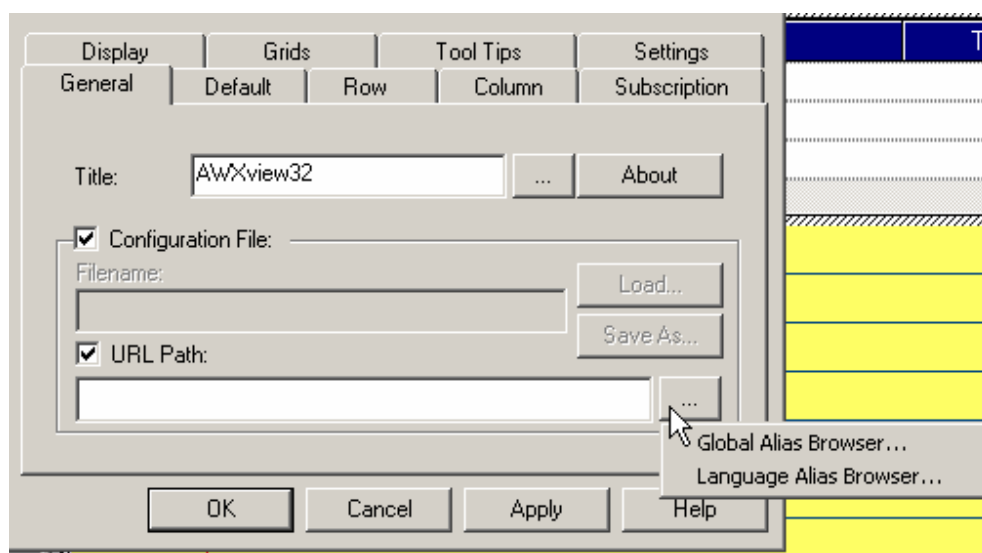 Display Grids Tool Tips Settings
General Default Row Column Subscription
Title: AWXview32 ... About
Configuration File:
Filename:
Load...
Save As...
URL Path:
...
Global Alias Browser...
Language Alias Browser...
OK Cancel Apply Help
T